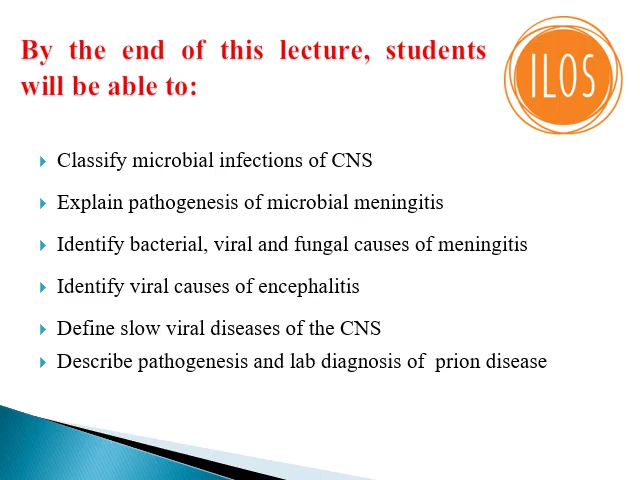 By the end of this lecture, students
will be able to:
ILOS
Classify microbial infections of CNS
Explain pathogenesis of microbial meningitis
Identify bacterial, viral and fungal causes of meningitis
Identify viral causes of encephalitis
Define slow viral diseases of the CNS
Describe pathogenesis and lab diagnosis of  prion disease